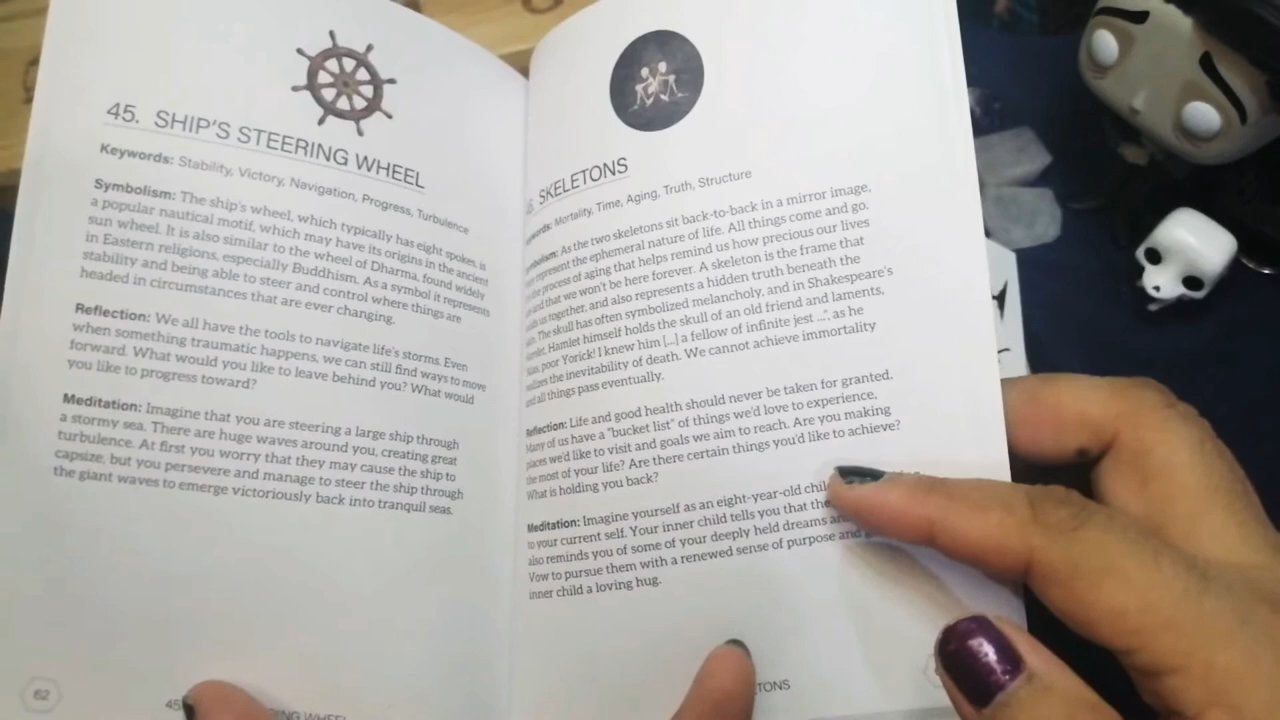 45. SHIP'S STEERING WHEEL
Keywords: Stability, Victory, Navigation, Progress, Turbulence
Symbolism: The ship's wheel, which typically has eight spokes, is
a popular nautical motif, which may have its origins in the ancient
sun wheel. It is also similar to the wheel of Dharma, found widely
in Eastern religions, especially Buddhism. As a symbol it represents
stability and being able to steer and control where things are
headed in circumstances that are ever changing.
Reflection: We all have the tools to navigate life's storms. Even
when something traumatic happens, we can still find ways to move
forward. What would you like to leave behind you? What would
you like to progress toward?
Meditation: Imagine that you are steering a large ship through
a stormy sea. There are huge waves around you, creating great
turbulence. At first you worry that they may cause the ship to
capsize, but you persevere and manage to steer the ship through
the giant waves to emerge victoriously back into tranquil seas.
62
45
NG WHEEL
SKELETONS
Mortality, Time, Aging, Truth, Structure
As the two skeletons sit back-to-back in a mirror image,
represent the ephemeral nature of life. All things come and go,
the process of aging that helps remind us how precious our lives
and that we won't be here forever. A skeleton is the frame that
us together, and also represents a hidden truth beneath the
The skull has often symbolized melancholy, and in Shakespeare's
Hamlet himself holds the skull of an old friend and laments,
poor Yorick! I knew him [...] a fellow of infinite jest ...", as he
the inevitability of death. We cannot achieve immortality
and all things pass eventually.
Reflection: Life and good health should never be taken for granted.
Many of us have a "bucket list" of things we'd love to experience,
places we'd like to visit and goals we aim to reach. Are you making
the most of your life? Are there certain things you'd like to achieve?
What is holding you back?
Meditation: Imagine yourself as an eight-year-old
to your current self. Your inner child tells you that
also reminds you of some of your deeply held dreams
Vow to pursue them with a renewed sense of purpose and
inner child a loving hug.
TONS